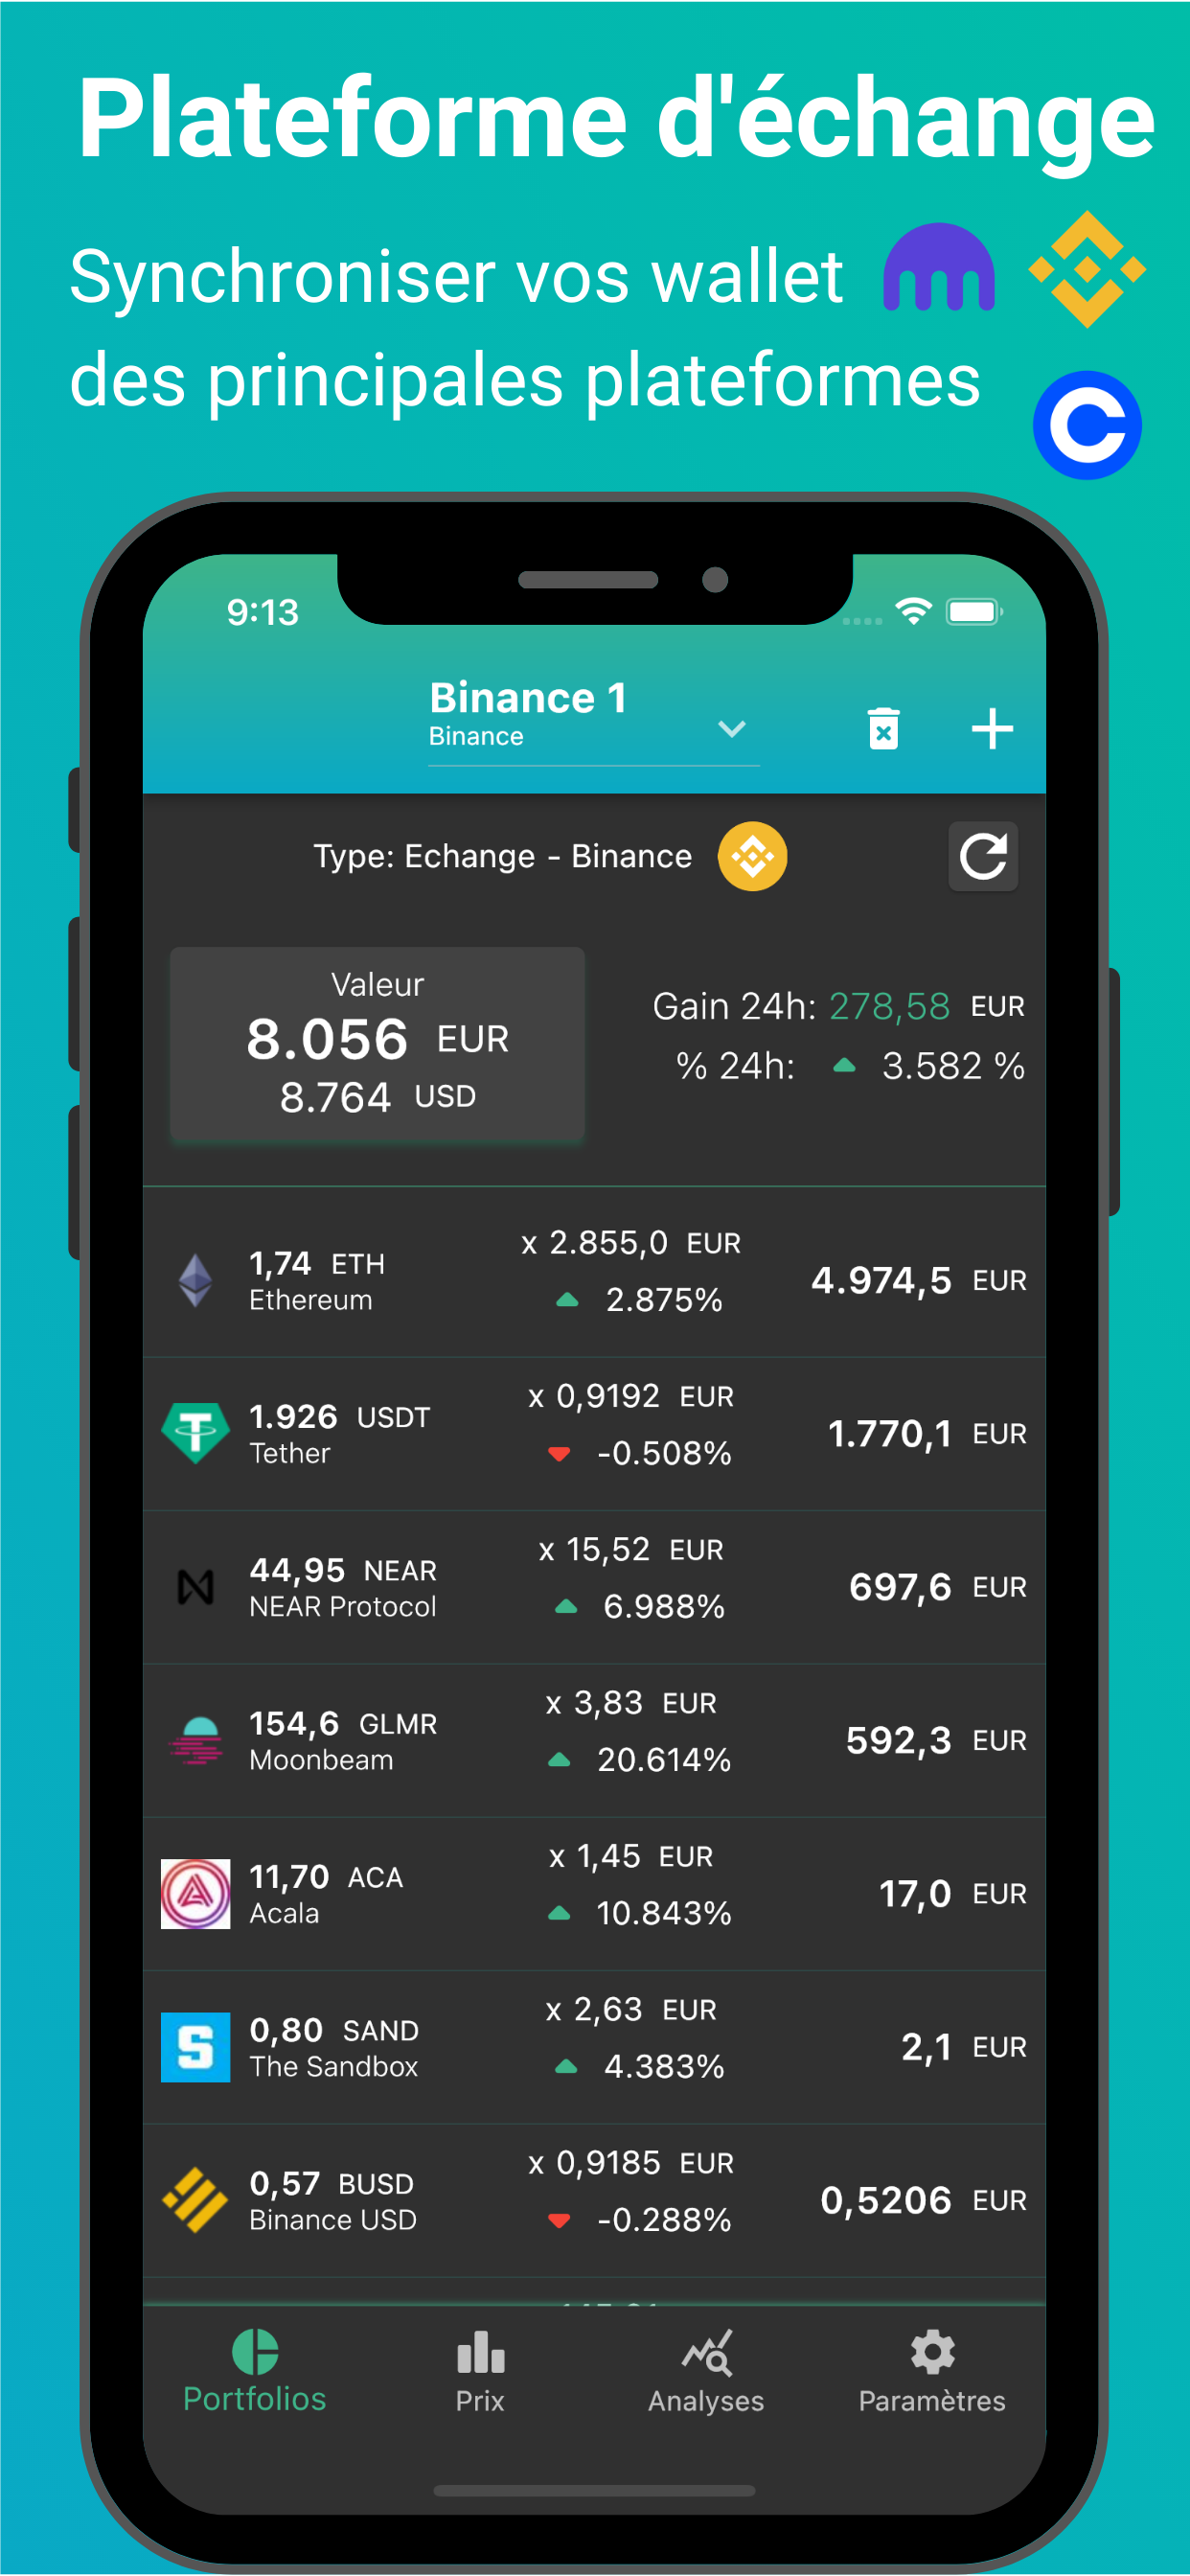 Plateforme d'échange
Synchroniser vos wallet
des principales plateformes
9:13
Binance 1
Binance
Type: Echange - Binance
Valeur
8.056 EUR
8.764 USD
Gain 24h: 278,58 EUR
% 24h: 3.582 %
1,74 ETH
Ethereum
x 2.855,0 EUR
2.875%
4.974,5 EUR
1.926 USDT
Tether
x 0,9192 EUR
-0.508%
1.770,1 EUR
44,95 NEAR
NEAR Protocol
x 15,52 EUR
6.988%
697,6 EUR
154,6 GLMR
Moonbeam
x 3,83 EUR
20.614%
592,3 EUR
11,70 ACA
Acala
x 1,45 EUR
10.843%
17,0 EUR
0,80 SAND
The Sandbox
x 2,63 EUR
4.383%
2,1 EUR
0,57 BUSD
Binance USD
x 0,9185 EUR
-0.288%
0,5206 EUR
Portfolios
Prix
Analyses
Paramètres